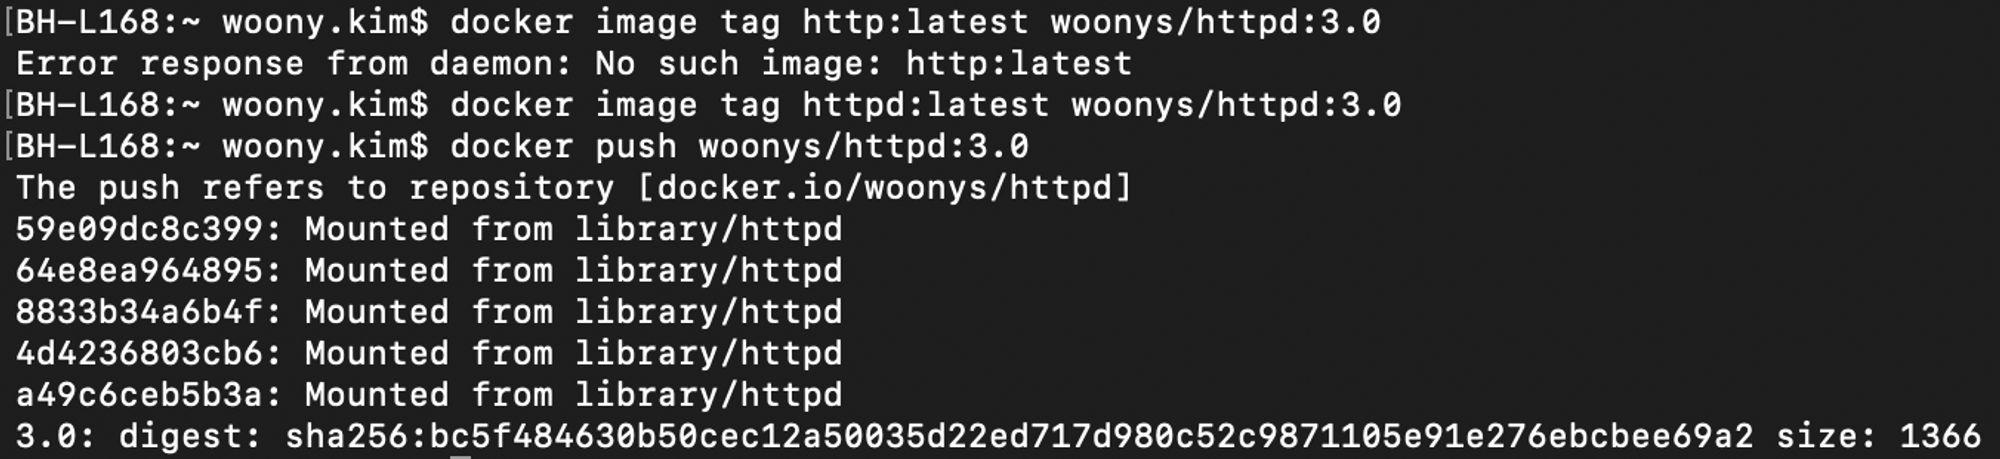 [BH-L168:~ woony.kim$ docker image tag http:latest woonys/httpd:3.0
Error response from daemon: No such image: http:latest
[BH-L168:~ woony.kim$ docker image tag httpd:latest woonys/httpd:3.0
[BH-L168:~ woony.kim$ docker push woonys/httpd:3.0
The push refers to repository [docker.io/woonys/httpd]
59e09dc8c399: Mounted from library/httpd
64e8ea964895: Mounted from library/httpd
8833b34a6b4f: Mounted from library/httpd
4d4236803cb6: Mounted from library/httpd
a49c6ceb5b3a: Mounted from library/httpd
3.0: digest: sha256:bc5f484630b50cec12a50035d22ed717d980c52c9871105e91e276ebcbee69a2 size: 1366